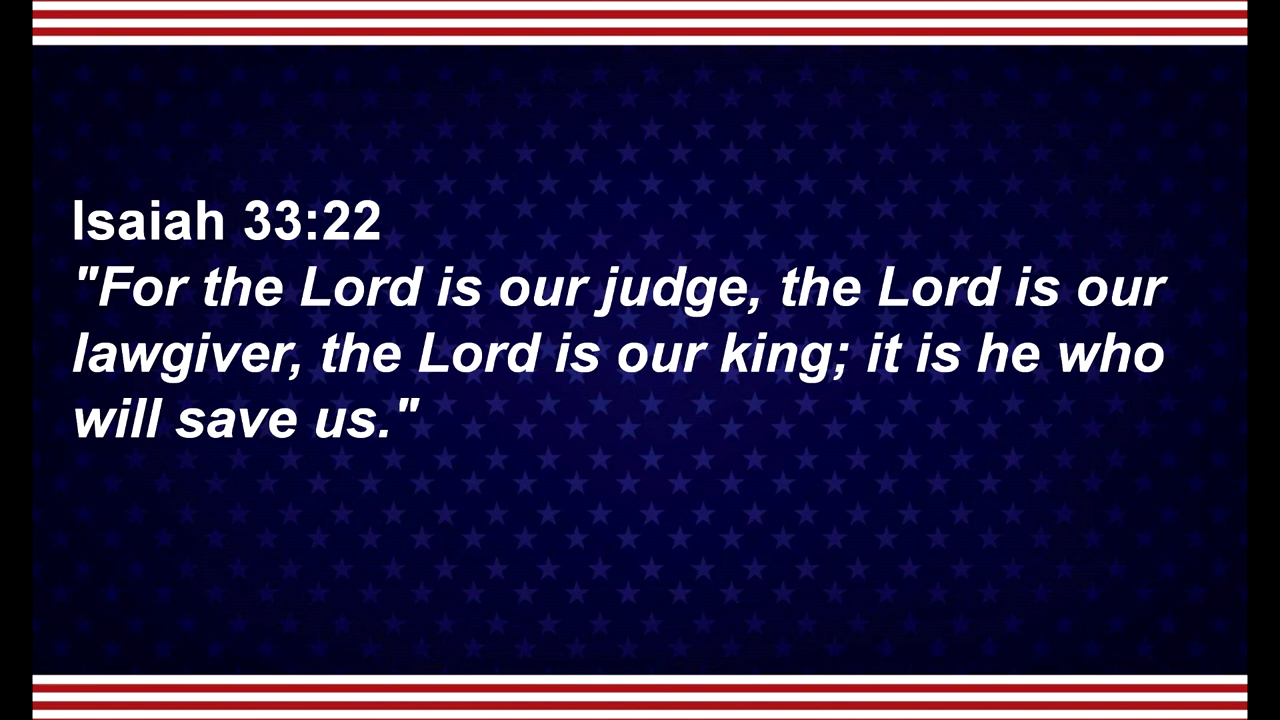 Isaiah 33:22
"For the Lord is our judge, the Lord is our
lawgiver, the Lord is our king; it is he who
will save us."